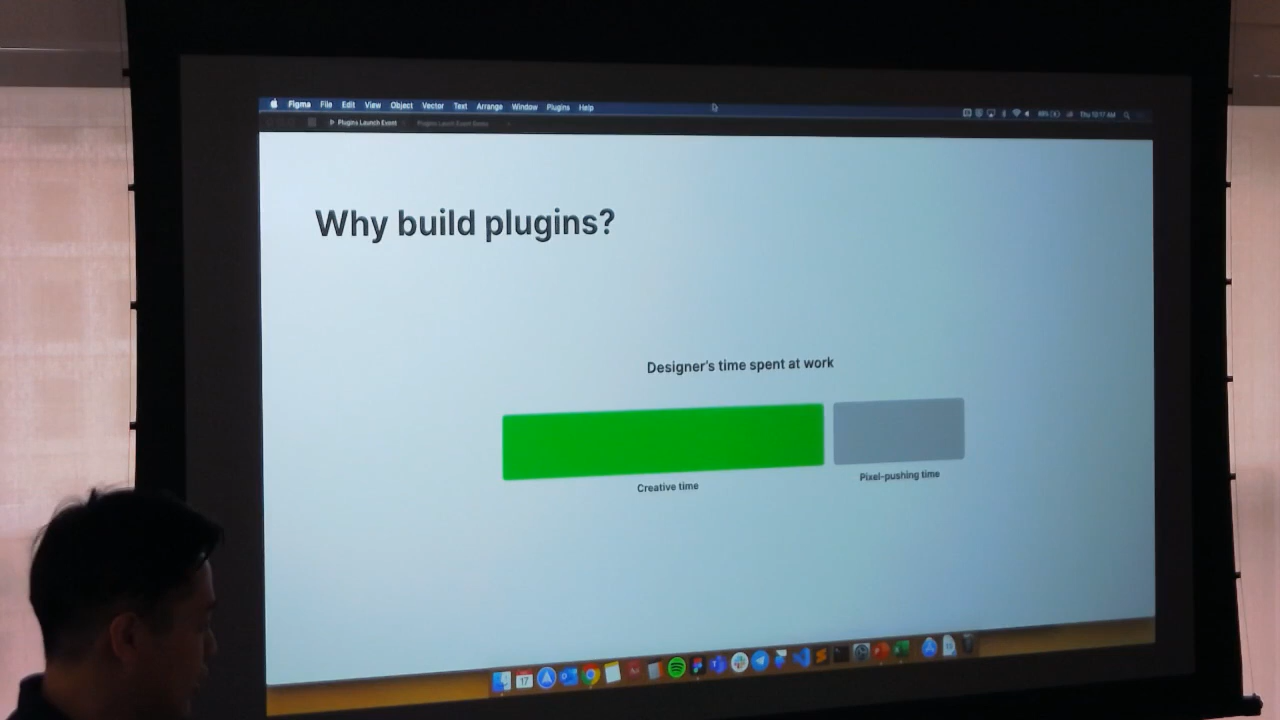 Figma File Edit View Object Vector Text Arrange Window Plugins Help
Plugins Launch Event
Why build plugins?
Designer's time spent at work
Creative time
Pixel-pushing time
17